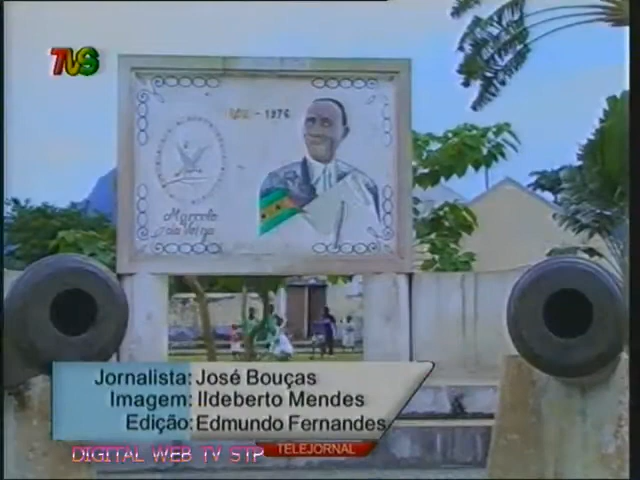 TVS
1976
Marcelo
da Veiga
Jornalista: José Bouças
Imagem: Ildeberto Mendes
Edição: Edmundo Fernandes
TELEJORNAL
DIGITAL WEB TV STP